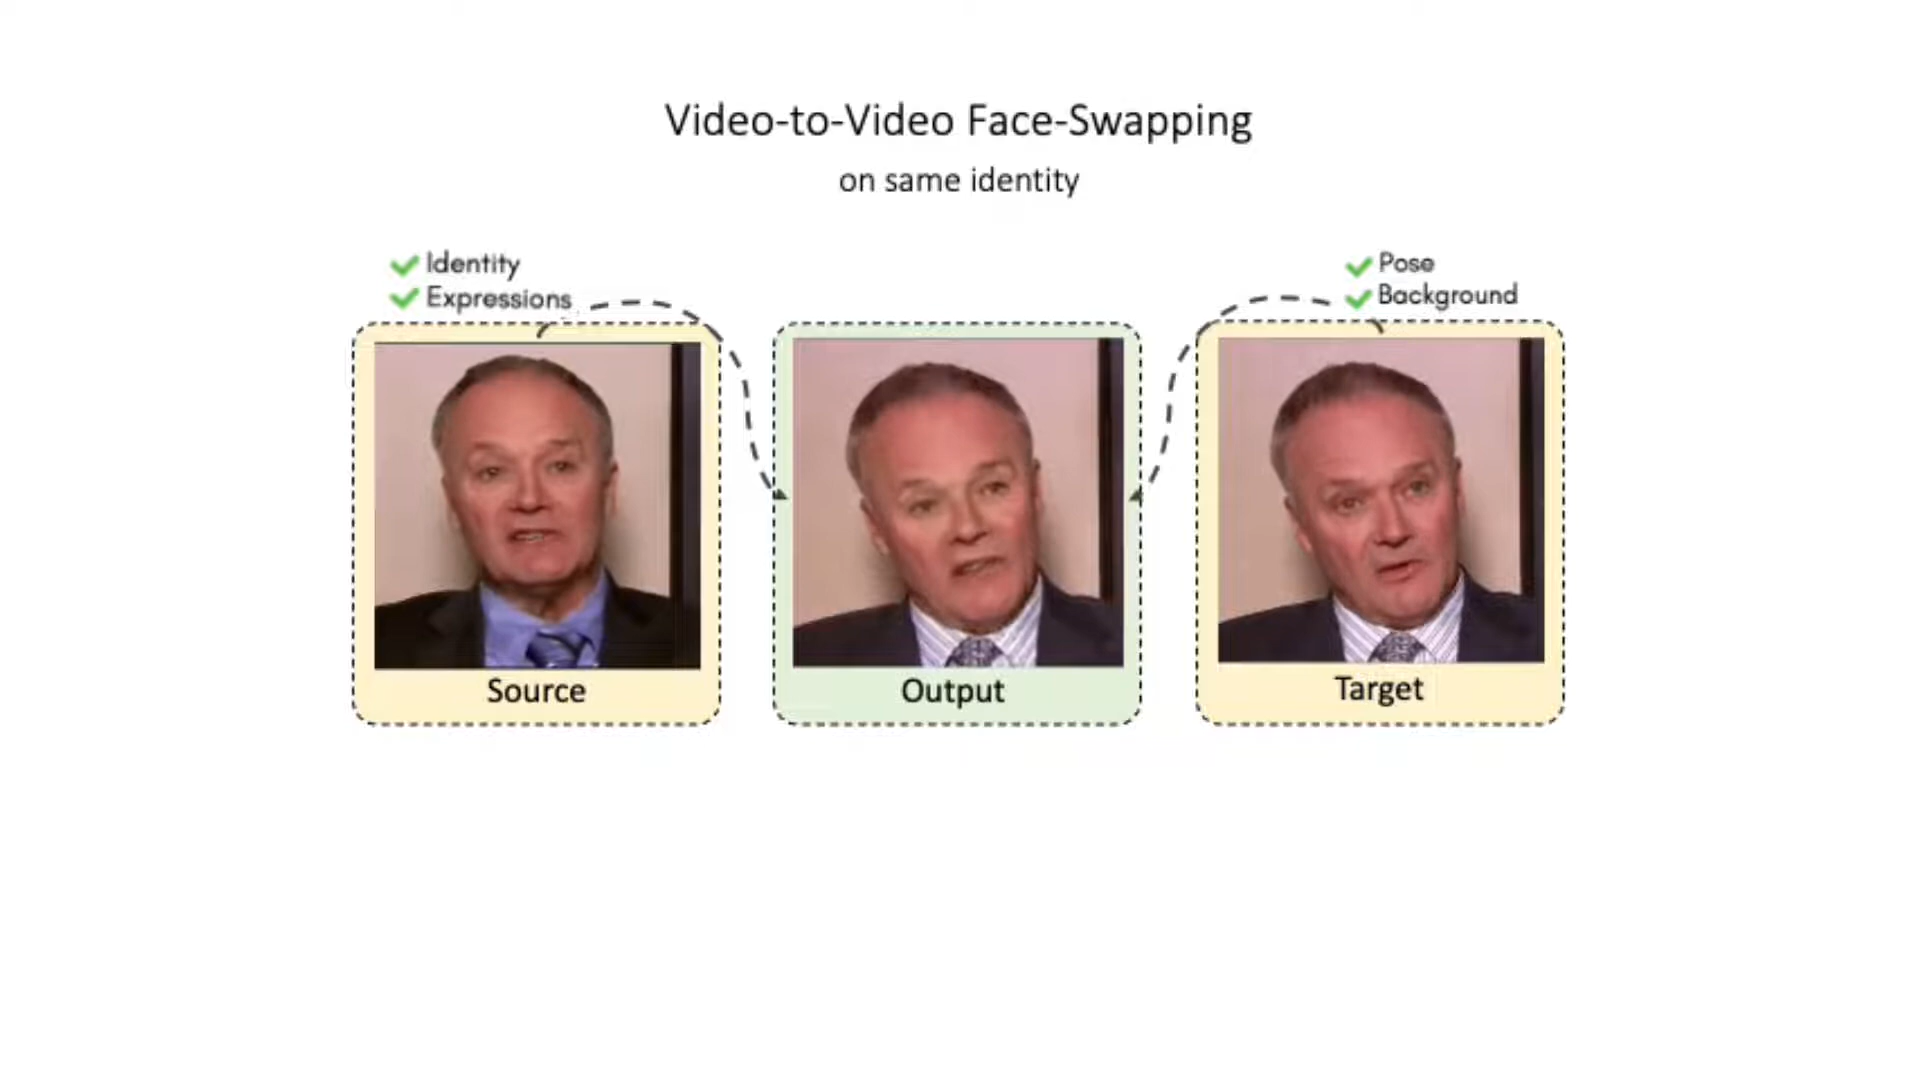 Video-to-Video Face-Swapping
on same identity
Identity
Expressions
Pose
Background
Source
Output
Target